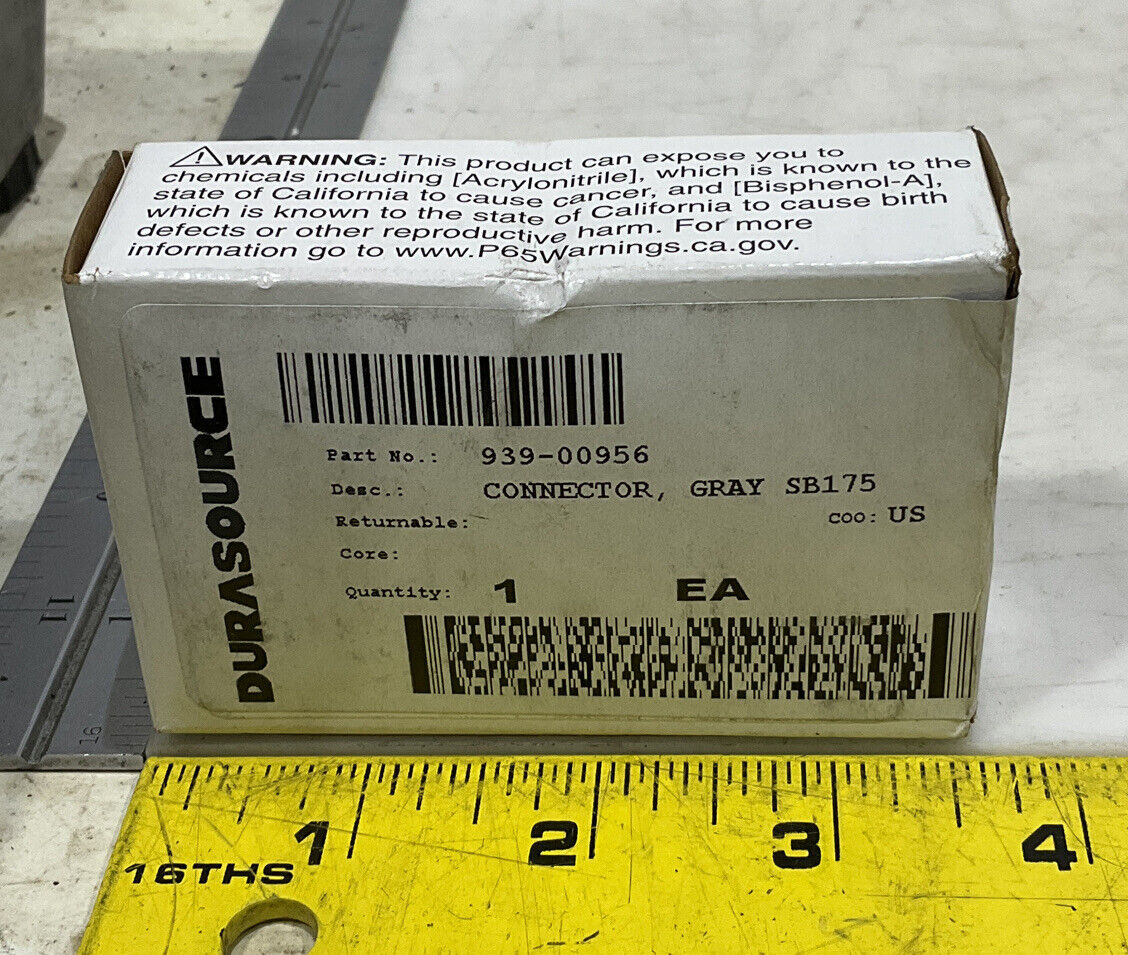 ⚠WARNING: This product can expose you to
chemicals including [Acrylonitrile], which is known to the
state of California to cause cancer, and [Bisphenol-A],
which is known to the state of California to cause birth
defects or other reproductive harm. For more
information go to www.P65Warnings.ca.gov.
DURASOURCE
Part No.: 939-00956
Desc.: CONNECTOR, GRAY SB175
Returnable: COO: US
Core:
Quantity: 1 EA
11
16
1 2 3 4
16THS